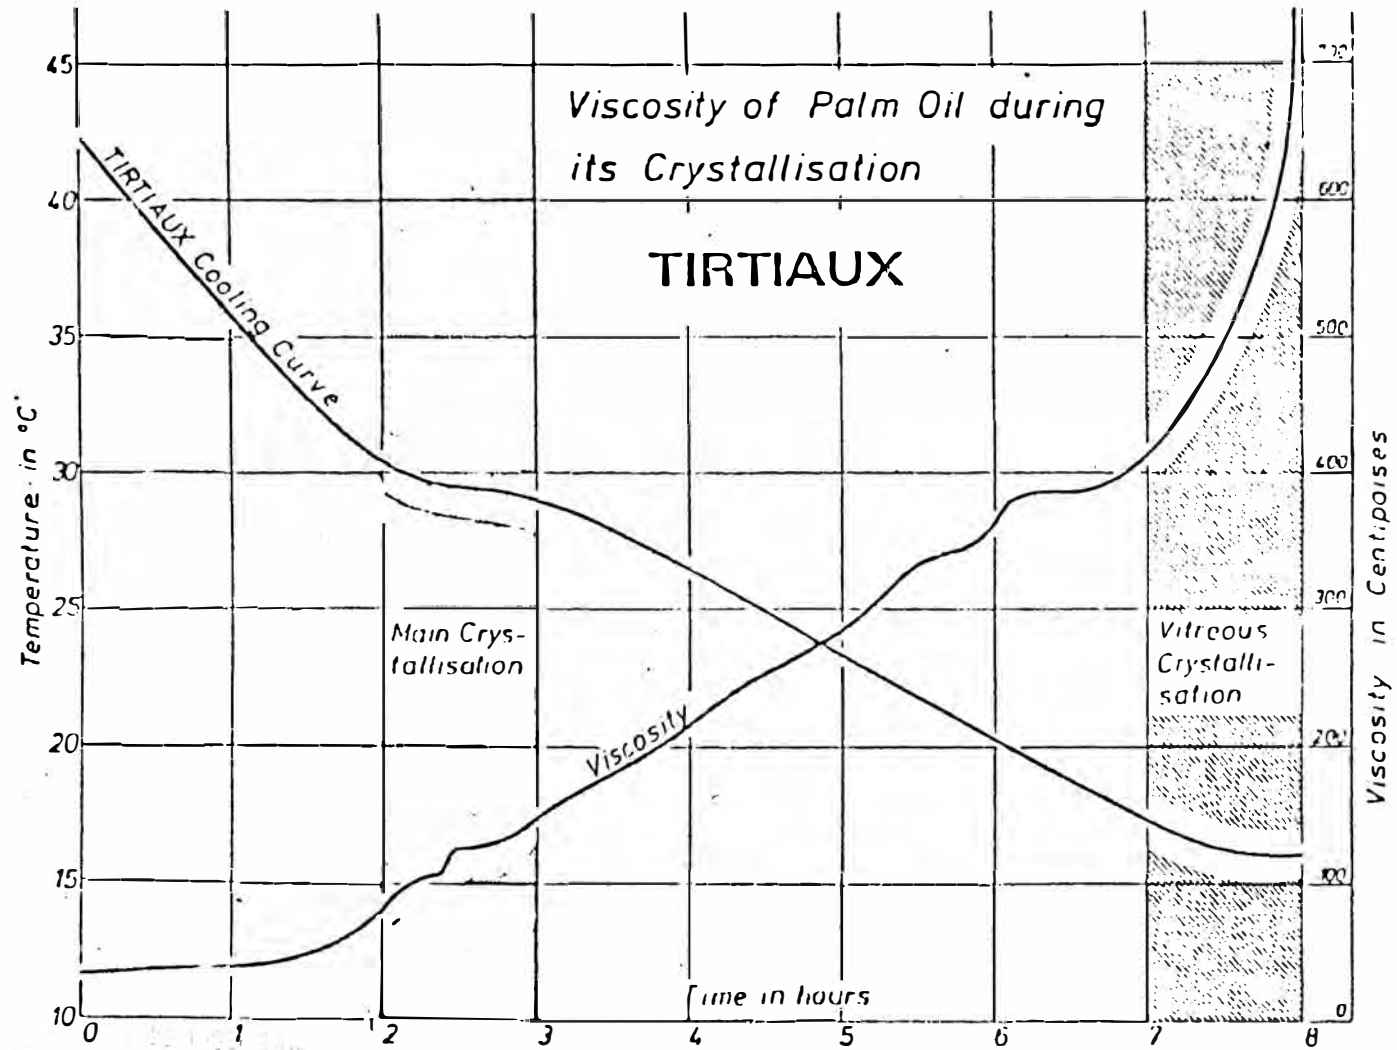 Viscosity of Palm Oil during
its Crystallisation
TIRTIAUX
TIRTIAUX Cooling Curve
Viscosity
Main Crys-
tallisation
Vitreous
Crystalli-
sation
Temperature in °C
45
40
35
30
25
20
15
10
Viscosity in Centipoises
700
600
500
400
300
200
100
0
Time in hours
0 1 2 3 4 5 6 7 8